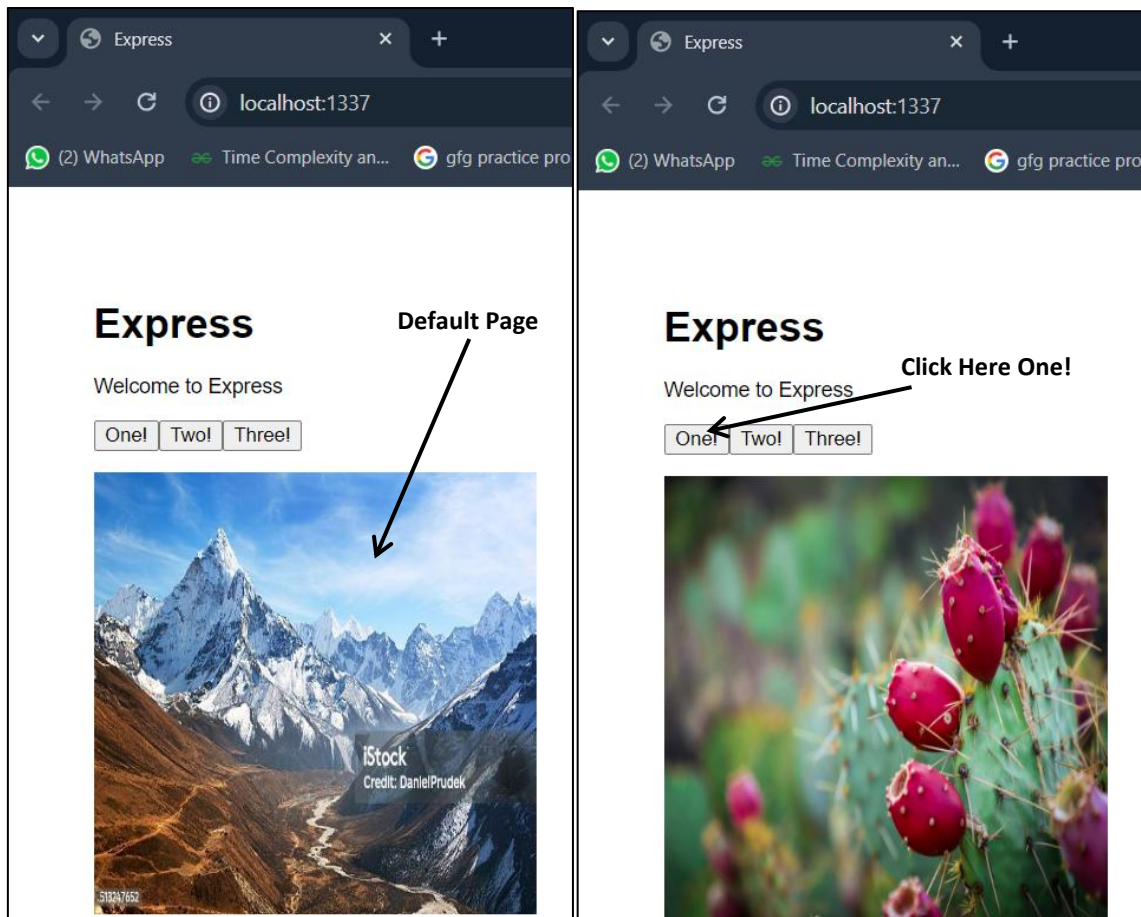 Express
localhost:1337
(2) WhatsApp
Time Complexity an...
gfg practice pro
Express
Default Page
Welcome to Express
One! Two! Three!
iStock
Credit: DanielPrudek
513247652
Express
localhost:1337
(2) WhatsApp
Time Complexity an...
gfg practice pro
Express
Click Here One!
Welcome to Express
One! Two! Three!